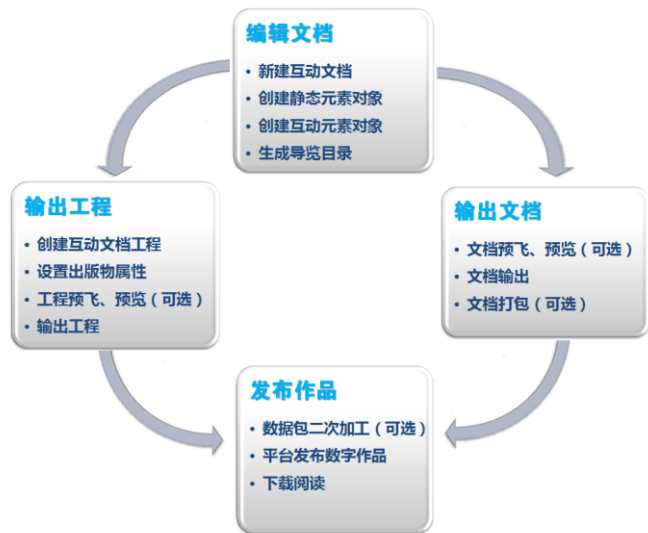 编辑文档
• 新建互动文档
• 创建静态元素对象
• 创建互动元素对象
• 生成导览目录
输出工程
• 创建互动文档工程
• 设置出版物属性
• 工程预飞、预览（可选）
• 输出工程
输出文档
• 文档预飞、预览（可选）
• 文档输出
• 文档打包（可选）
发布作品
• 数据包二次加工（可选）
• 平台发布数字作品
• 下载阅读